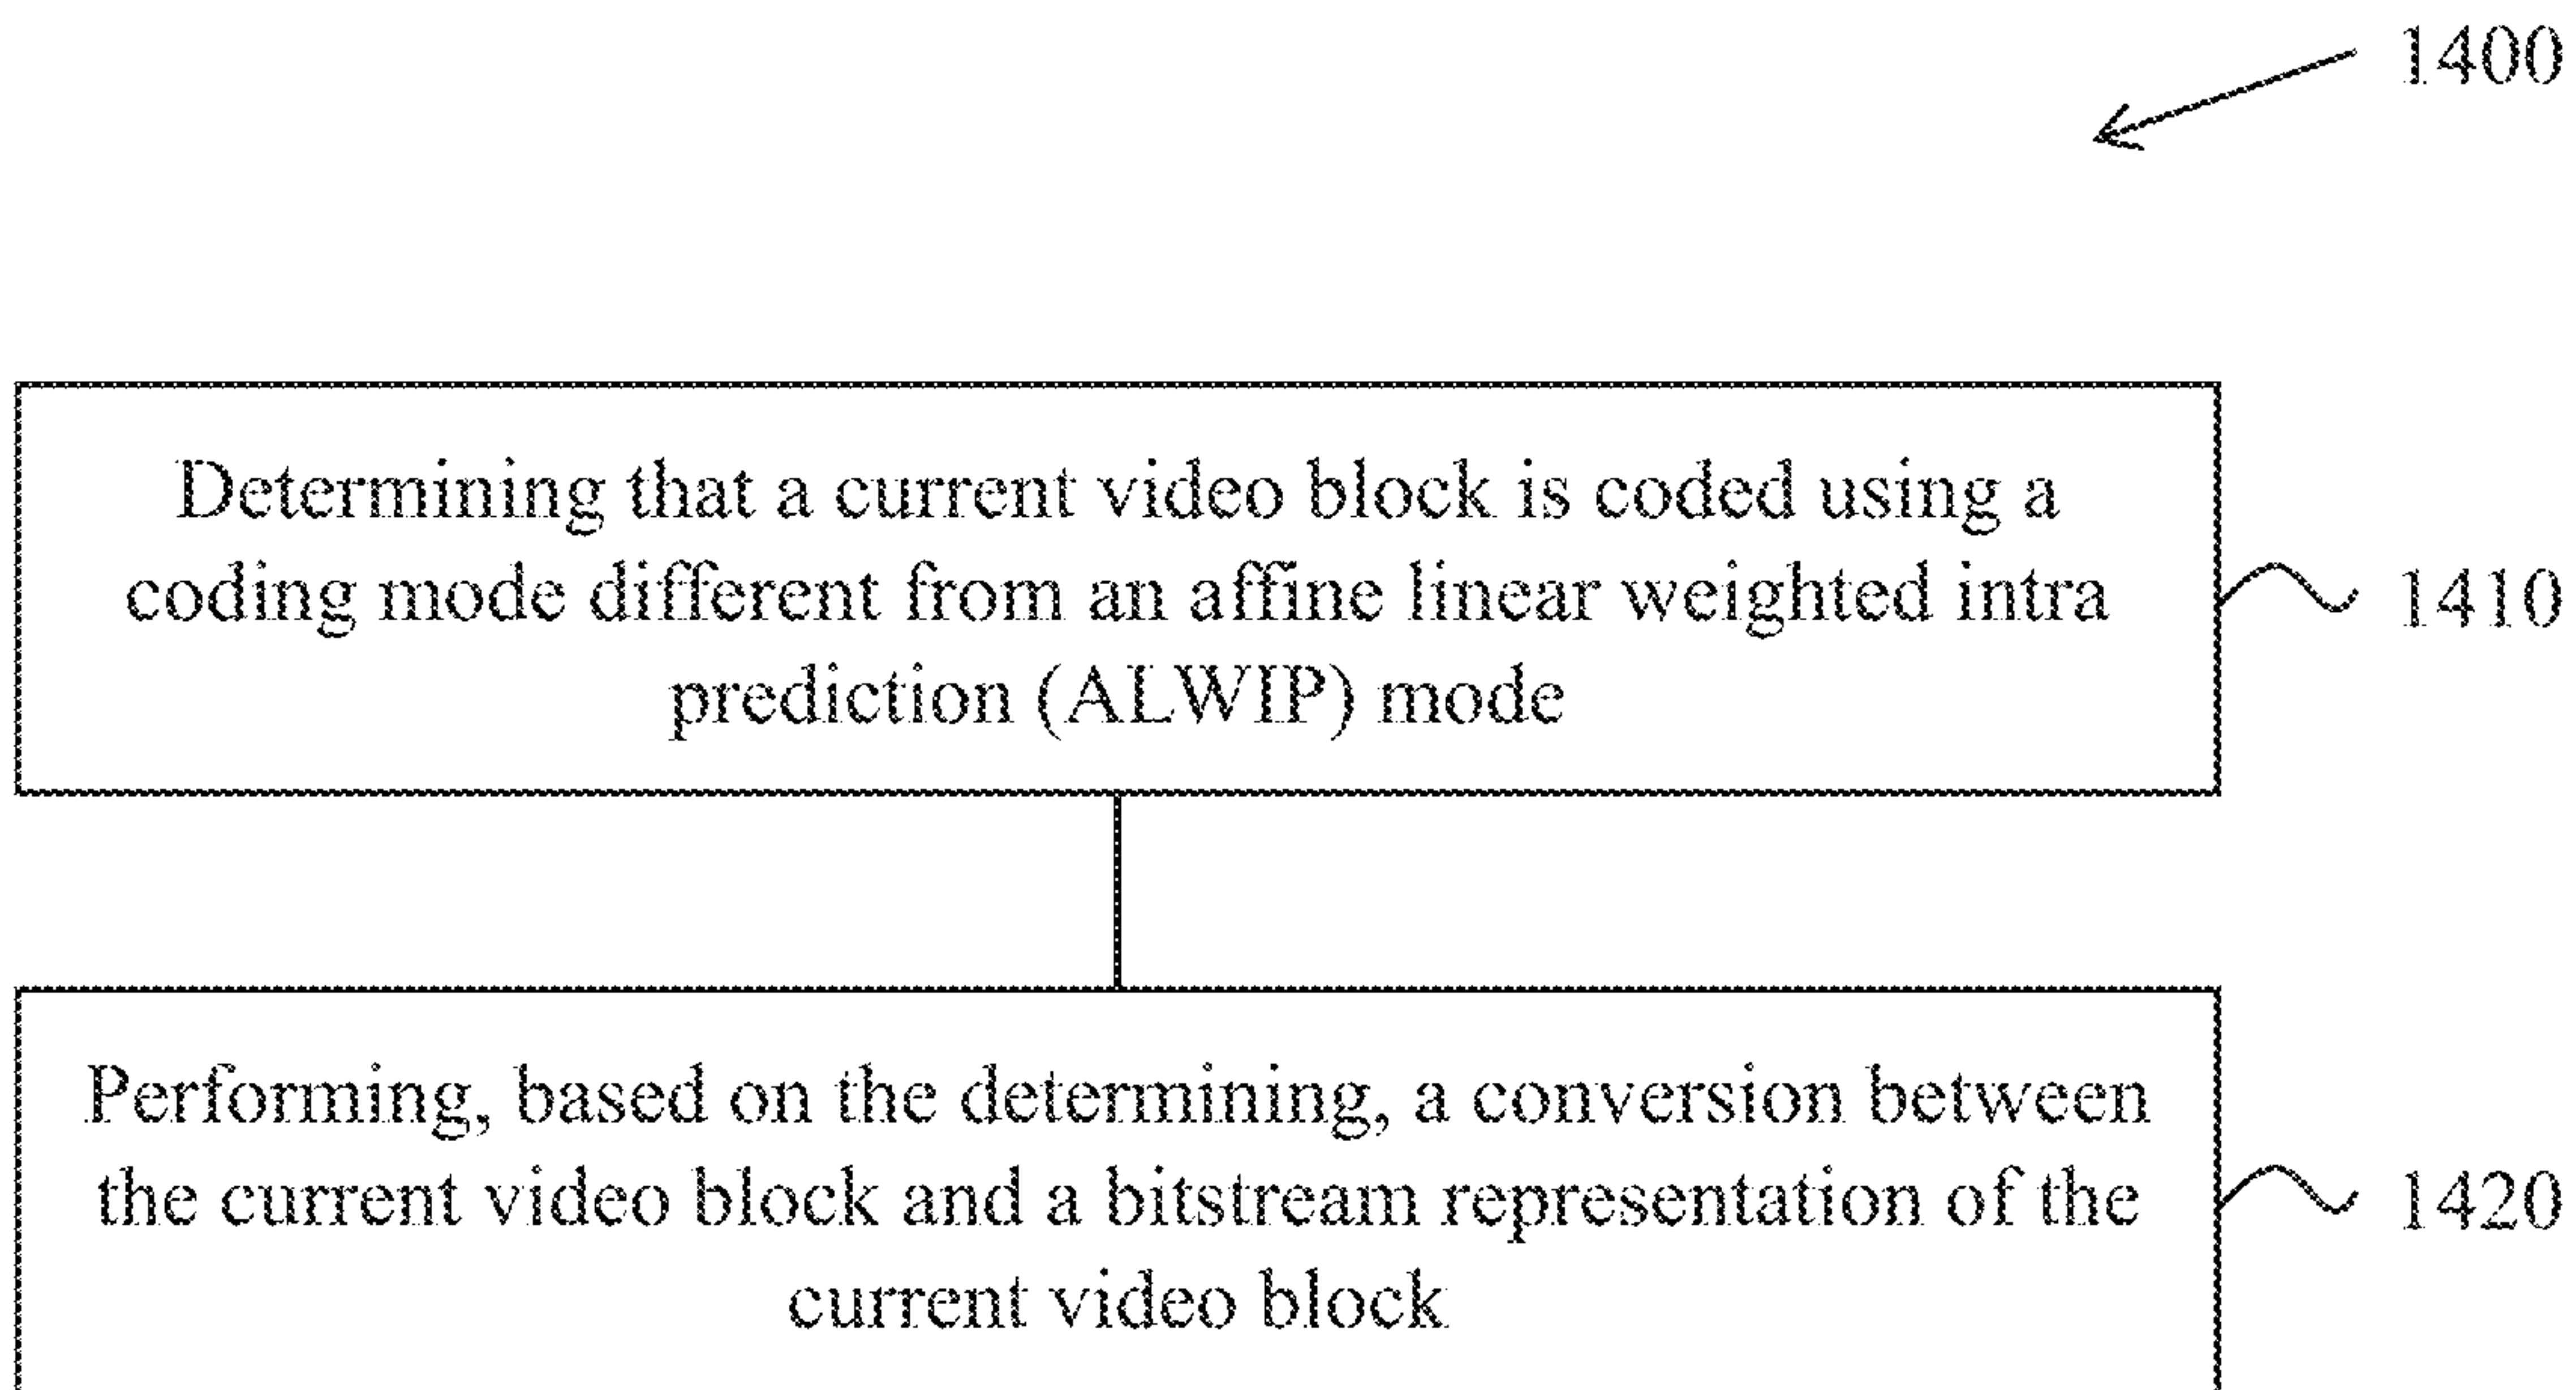 1400
Determining that a current video block is coded using a
coding mode different from an affine linear weighted intra
prediction (ALWIP) mode
1410
Performing, based on the determining, a conversion between
the current video block and a bitstream representation of the
current video block
1420